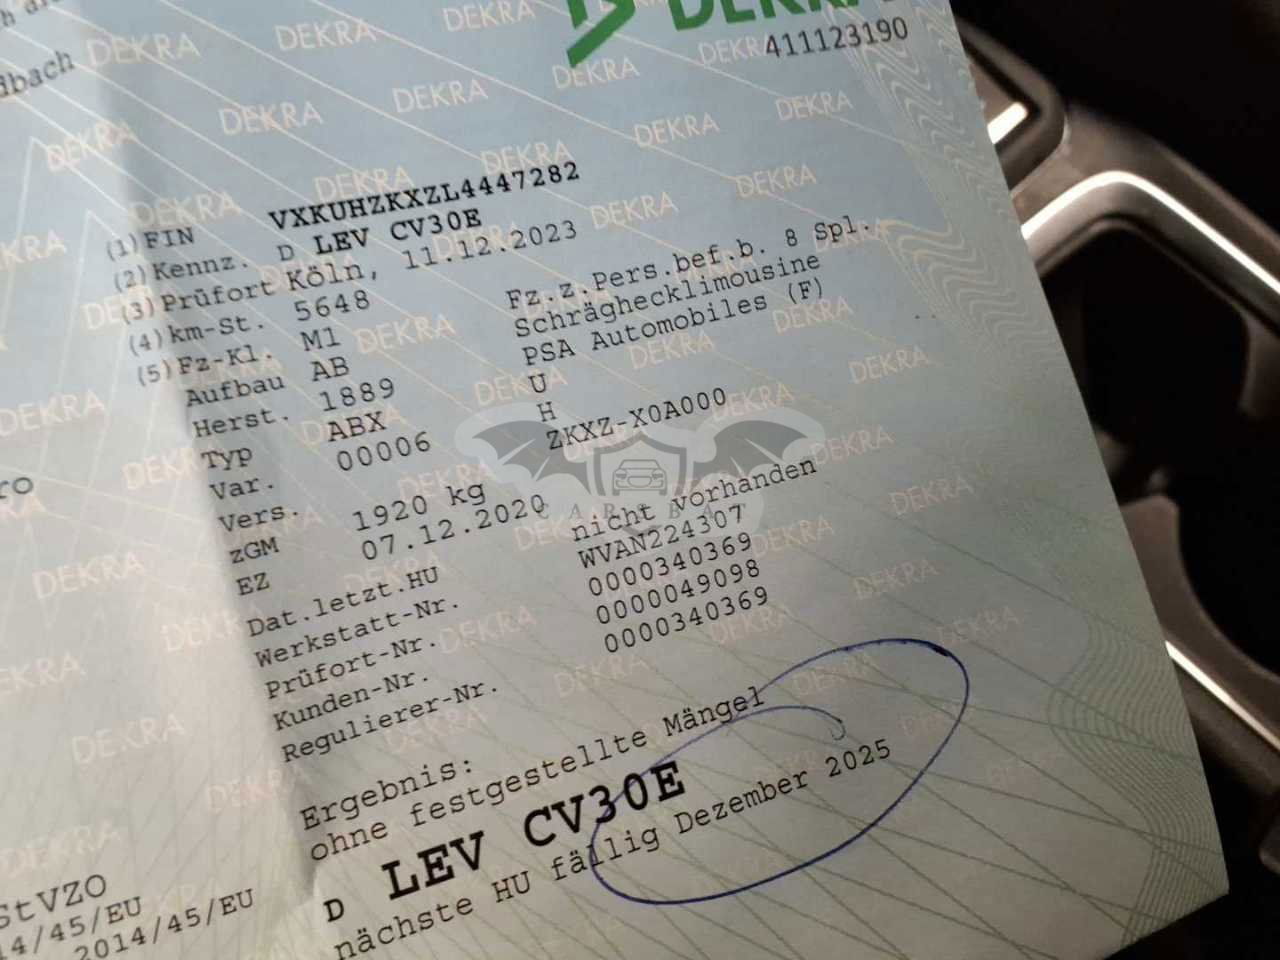 DEKRA
411123190
dbach
(1) FIN VXKUHZKXZL4447282
(2) Kennz. D LEV CV30E
(3) Prüfort Köln, 11.12.2023
(4) km-St. 5648
(5) Fz-Kl. M1 Fz.z.Pers.bef.b. 8 Spl.
Aufbau AB Schräghecklimousine
Herst. 1889 PSA Automobiles (F)
Typ ABX U
Var. 00006 H
Vers. ZKXZ-X0A000
zGM 1920 kg
EZ 07.12.2020
Dat.letzt.HU nicht vorhanden
Werkstatt-Nr. WVAN224307
Prüfort-Nr. 0000340369
Kunden-Nr. 0000049098
Regulierer-Nr. 0000340369
Ergebnis:
ohne festgestellte Mängel
D LEV CV30E
nächste HU fällig Dezember 2025
StVZO
14/45/EU
2014/45/EU